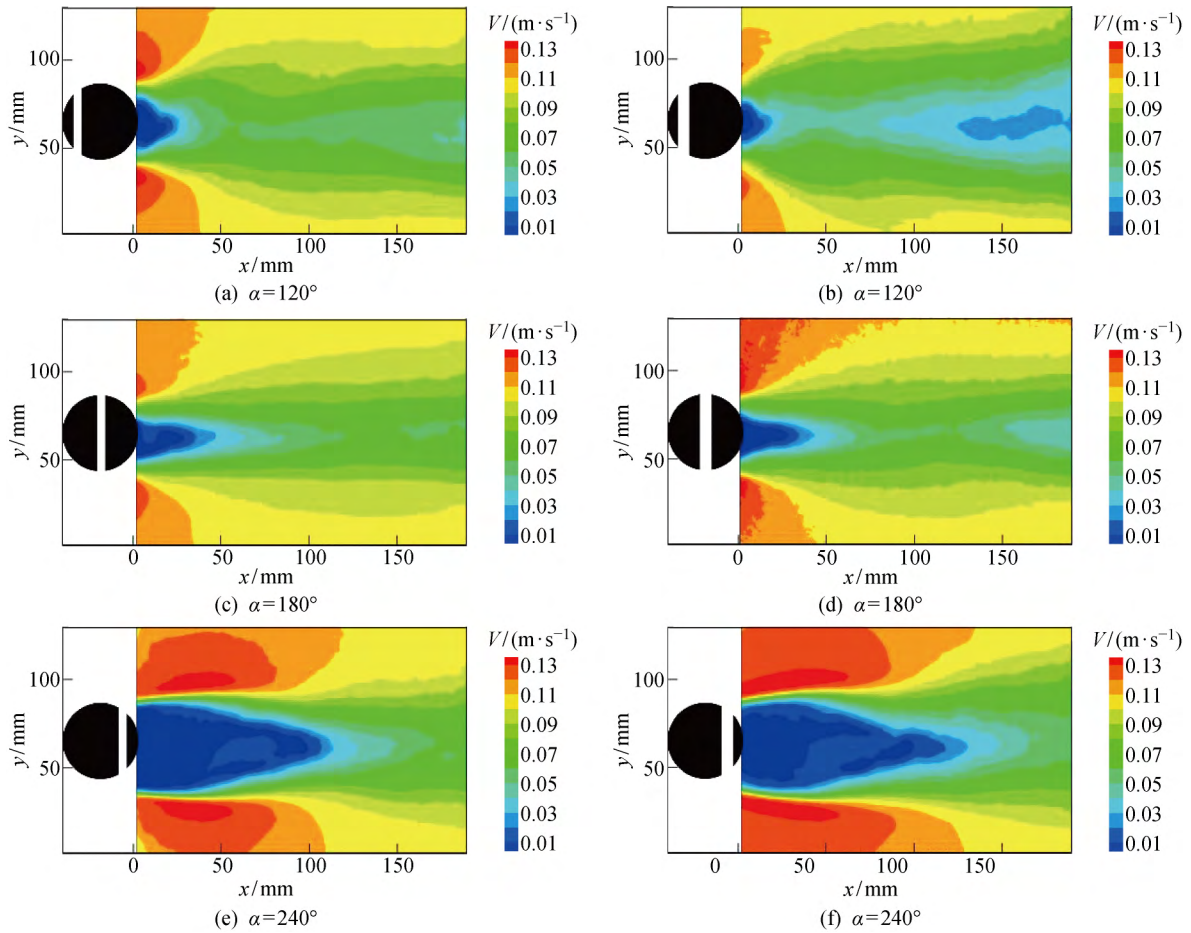 V/(m·s⁻¹)
0.13
0.11
0.09
0.07
0.05
0.03
0.01
y/mm
100
50
0 50 100 150
x/mm
(a) α=120°
V/(m·s⁻¹)
0.13
0.11
0.09
0.07
0.05
0.03
0.01
y/mm
100
50
0 50 100 150
x/mm
(b) α=120°
V/(m·s⁻¹)
0.13
0.11
0.09
0.07
0.05
0.03
0.01
y/mm
100
50
0 50 100 150
x/mm
(c) α=180°
V/(m·s⁻¹)
0.13
0.11
0.09
0.07
0.05
0.03
0.01
y/mm
100
50
0 50 100 150
x/mm
(d) α=180°
V/(m·s⁻¹)
0.13
0.11
0.09
0.07
0.05
0.03
0.01
y/mm
100
50
0 50 100 150
x/mm
(e) α=240°
V/(m·s⁻¹)
0.13
0.11
0.09
0.07
0.05
0.03
0.01
y/mm
100
50
0 50 100 150
x/mm
(f) α=240°